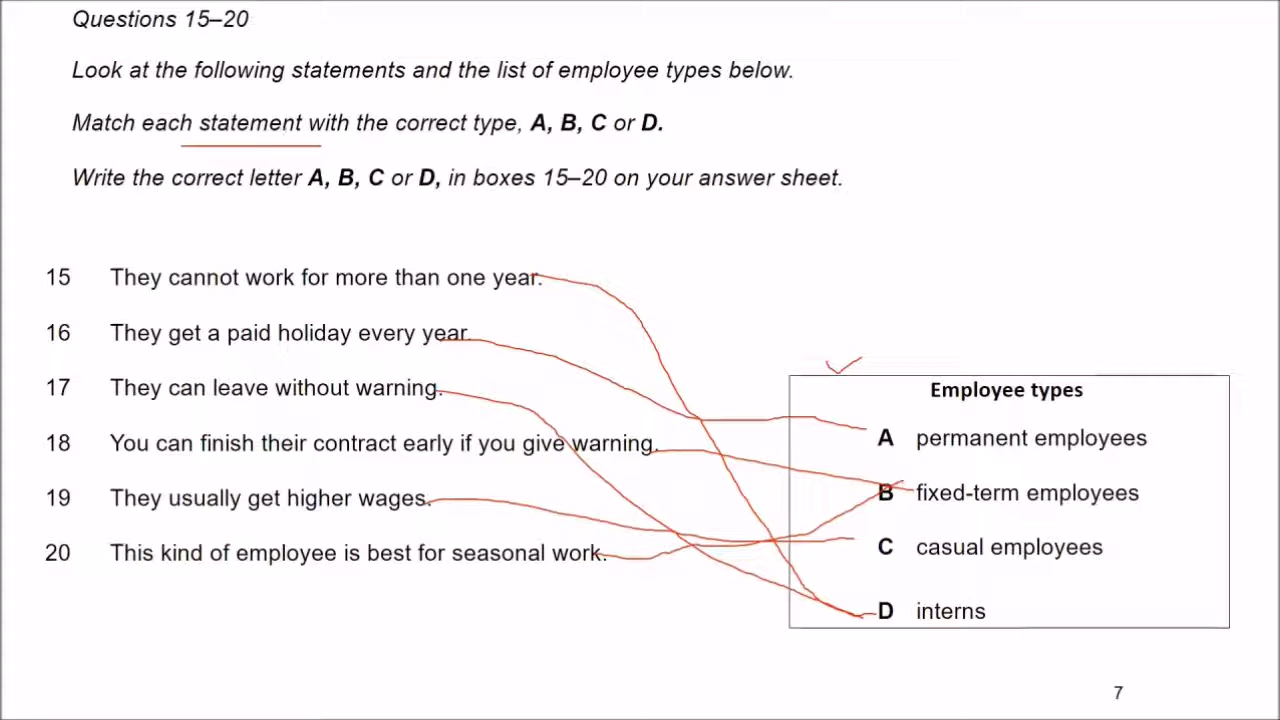 Questions 15–20
Look at the following statements and the list of employee types below.
Match each statement with the correct type, A, B, C or D.
Write the correct letter A, B, C or D, in boxes 15–20 on your answer sheet.
15 They cannot work for more than one year.
16 They get a paid holiday every year.
17 They can leave without warning.
18 You can finish their contract early if you give warning.
19 They usually get higher wages.
20 This kind of employee is best for seasonal work.
Employee types
A permanent employees
B fixed-term employees
C casual employees
D interns
7